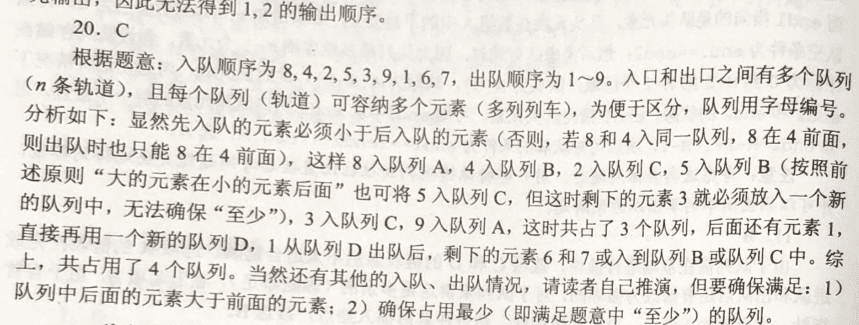 元输出，因此无法得到 1, 2 的输出顺序。
20. C
根据题意：入队顺序为 8, 4, 2, 5, 3, 9, 1, 6, 7，出队顺序为 1~9。入口和出口之间有多个队列
（n 条轨道），且每个队列（轨道）可容纳多个元素（多列列车），为便于区分，队列用字母编号。
分析如下：显然先入队的元素必须小于后入队的元素（否则，若 8 和 4 入同一队列，8 在 4 前面，
则出队时也只能 8 在 4 前面），这样 8 入队列 A，4 入队列 B，2 入队列 C，5 入队列 B（按照前
述原则“大的元素在小的元素后面”也可将 5 入队列 C，但这时剩下的元素 3 就必须放入一个新
的队列中，无法确保“至少”），3 入队列 C，9 入队列 A，这时共占了 3 个队列，后面还有元素 1，
直接再用一个新的队列 D，1 从队列 D 出队后，剩下的元素 6 和 7 或入到队列 B 或队列 C 中。综
上，共占用了 4 个队列。当然还有其他的入队、出队情况，请读者自己推演，但要确保满足：1）
队列中后面的元素大于前面的元素；2）确保占用最少（即满足题意中“至少”）的队列。